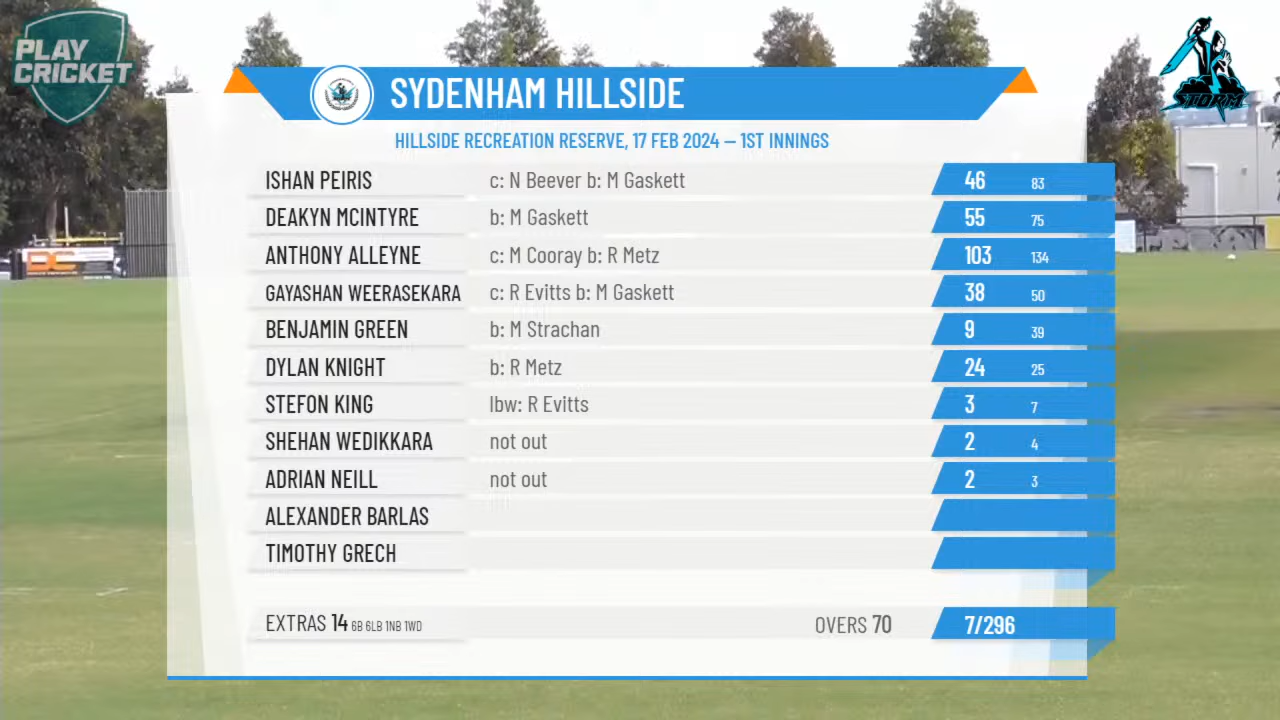 PLAY
CRICKET
STORM
SYDENHAM HILLSIDE
HILLSIDE RECREATION RESERVE, 17 FEB 2024 – 1ST INNINGS
ISHAN PEIRIS c: N Beever b: M Gaskett 46 83
DEAKYN MCINTYRE b: M Gaskett 55 75
ANTHONY ALLEYNE c: M Cooray b: R Metz 103 134
GAYASHAN WEERASEKARA c: R Evitts b: M Gaskett 38 50
BENJAMIN GREEN b: M Strachan 9 39
DYLAN KNIGHT b: R Metz 24 25
STEFON KING lbw: R Evitts 3 7
SHEHAN WEDIKKARA not out 2 4
ADRIAN NEILL not out 2 3
ALEXANDER BARLAS
TIMOTHY GRECH
EXTRAS 14 6B 6LB 1NB 1WD OVERS 70 7/296